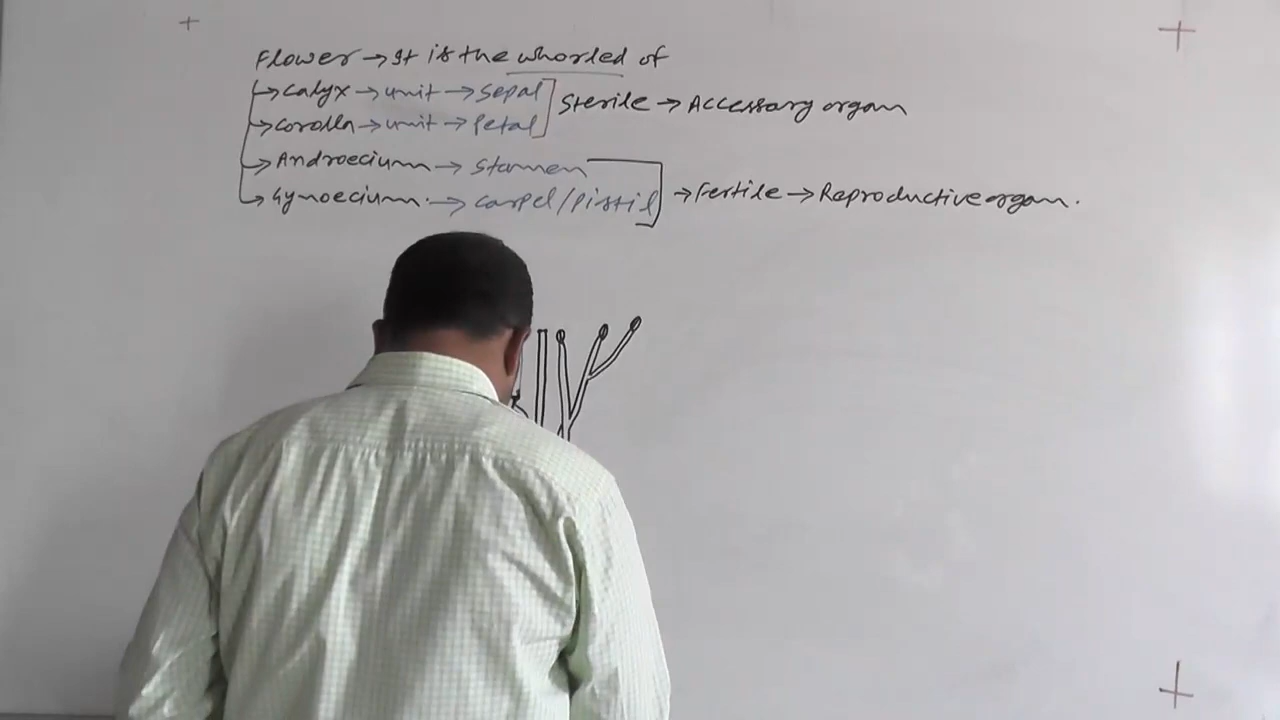 Flower → It is the whorled of
→ calyx → unit → sepal
→ corolla → unit → Petal
Sterile → Accessary organ
→ Androecium → stamen
→ Gynoecium. → carpel/pistil
→ Fertile → Reproductive organ.